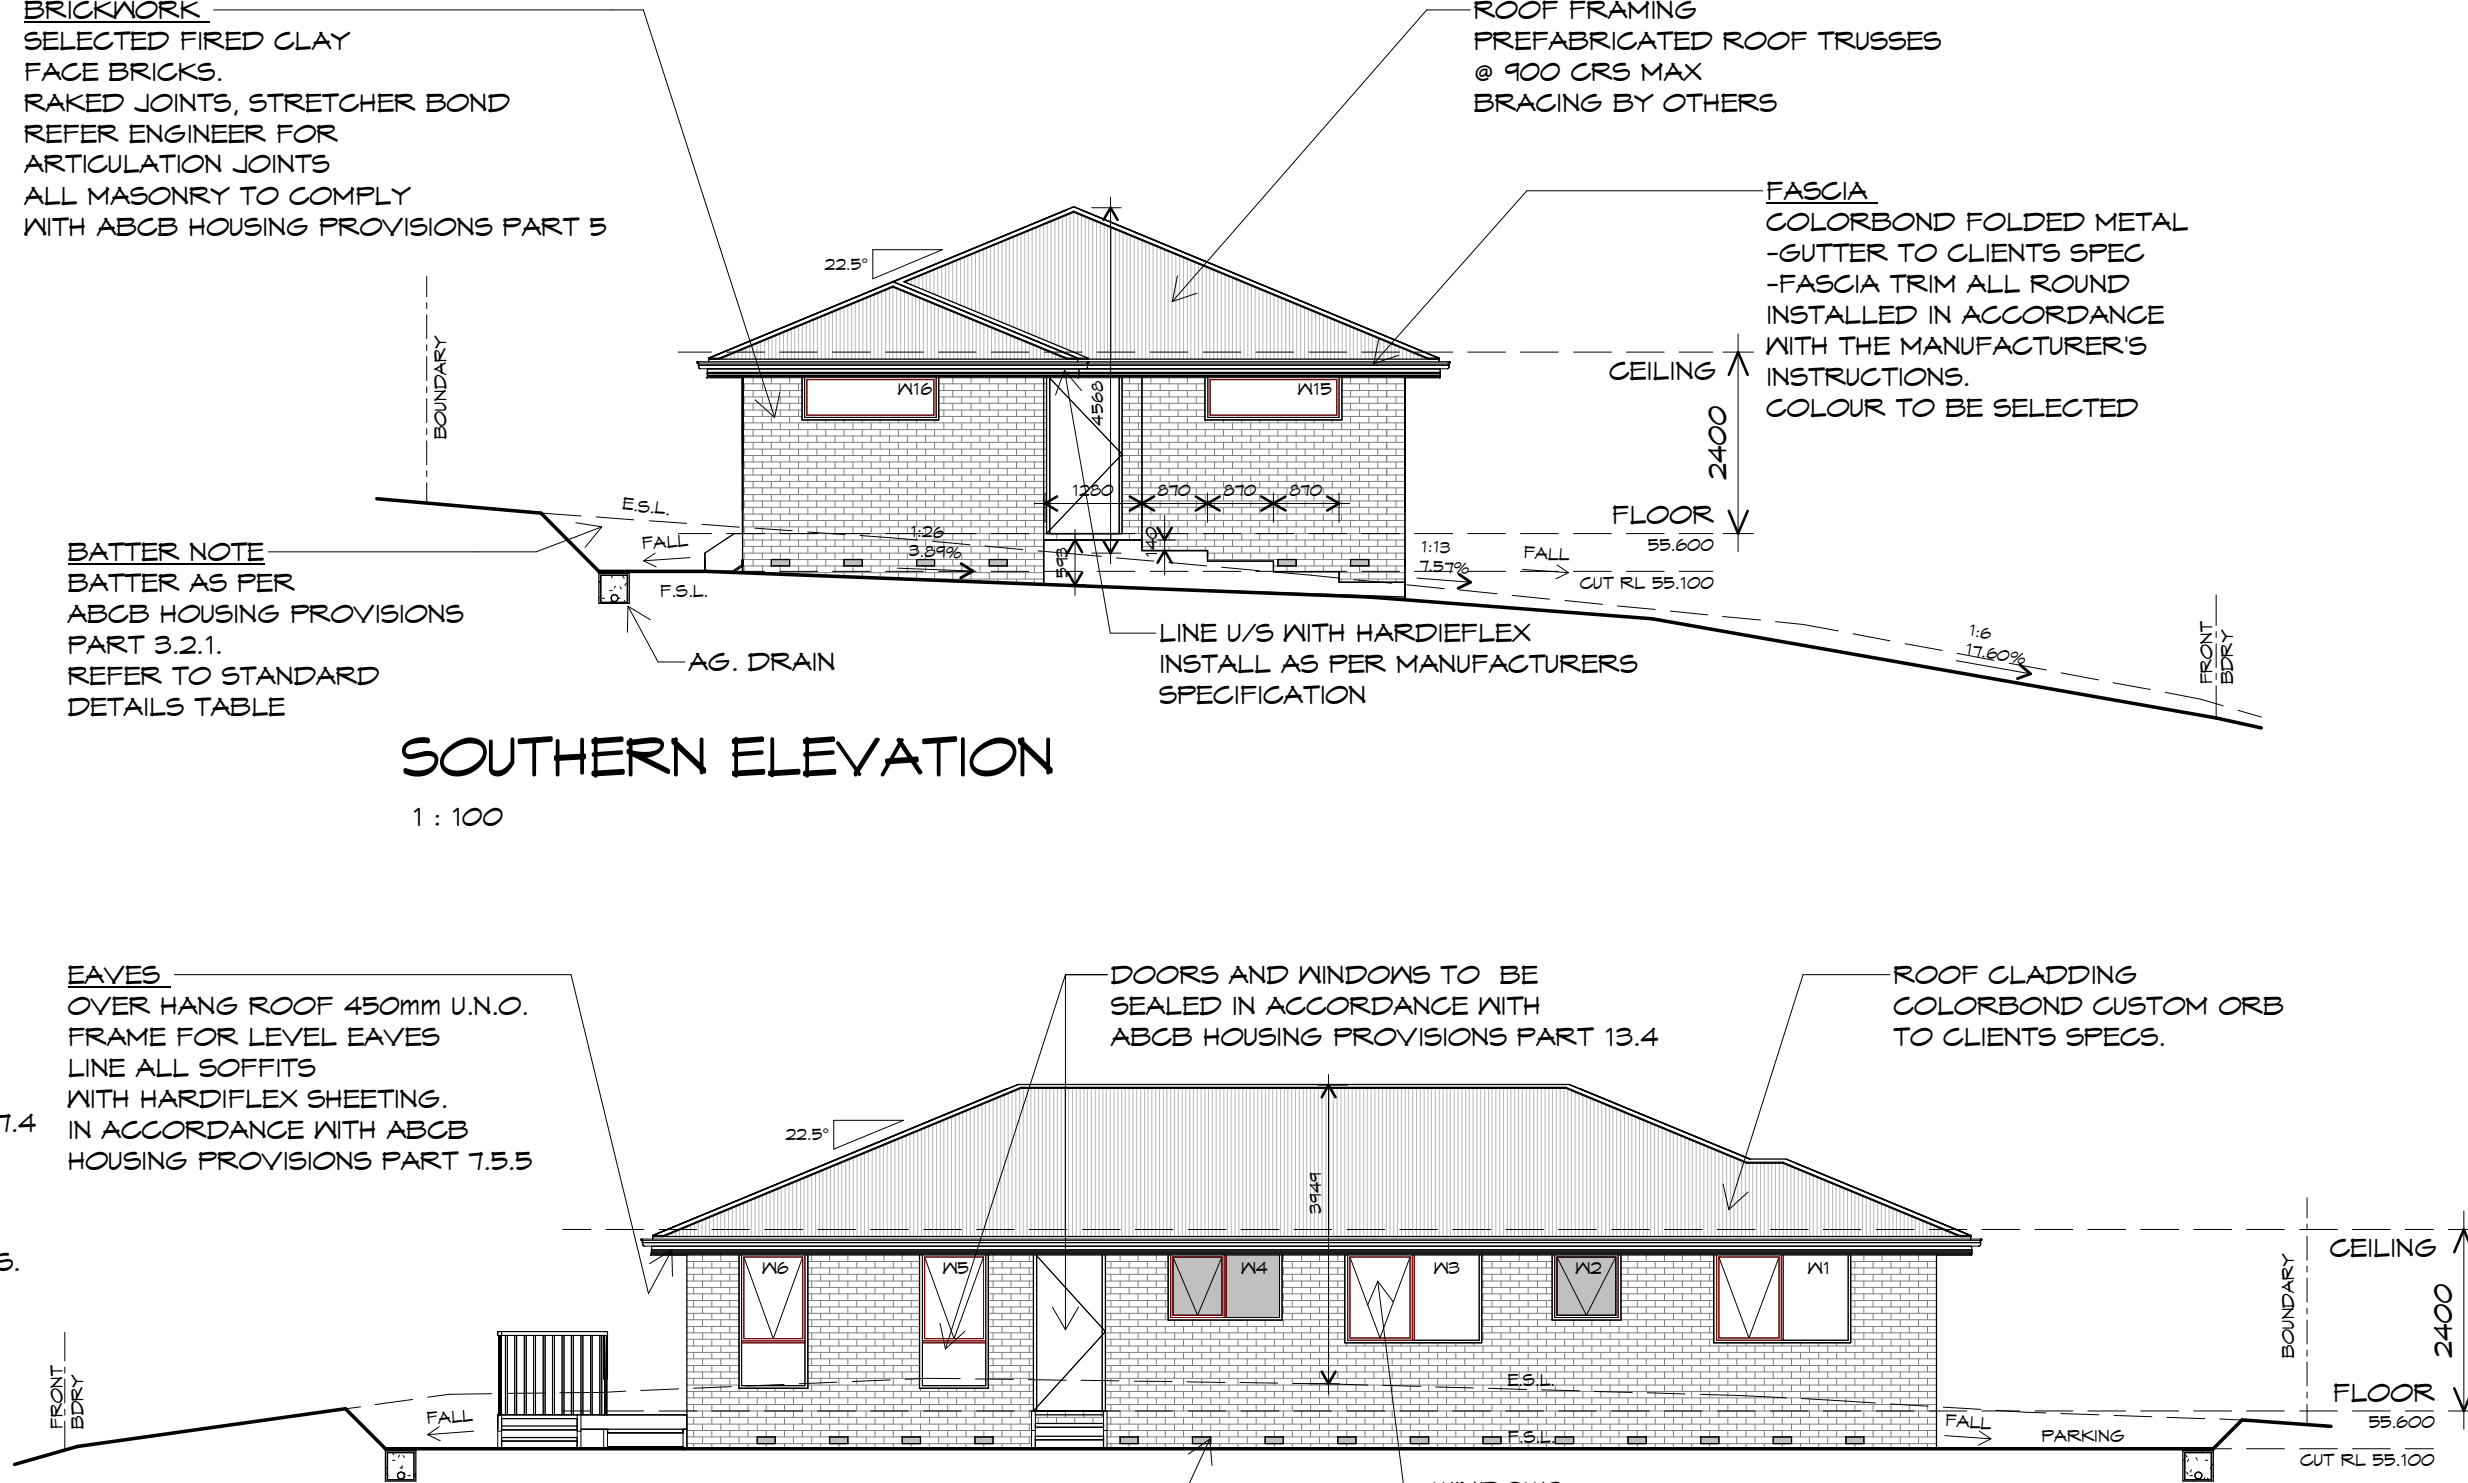 BRICKWORK
SELECTED FIRED CLAY
FACE BRICKS.
RAKED JOINTS, STRETCHER BOND
REFER ENGINEER FOR
ARTICULATION JOINTS
ALL MASONRY TO COMPLY
WITH ABCB HOUSING PROVISIONS PART 5
ROOF FRAMING
PREFABRICATED ROOF TRUSSES
@ 900 CRS MAX
BRACING BY OTHERS
FASCIA
COLORBOND FOLDED METAL
-GUTTER TO CLIENTS SPEC
-FASCIA TRIM ALL ROUND
INSTALLED IN ACCORDANCE
WITH THE MANUFACTURER'S
INSTRUCTIONS.
COLOUR TO BE SELECTED
22.5°
BOUNDARY
W16
4568
W15
CEILING
2400
FLOOR
55.600
CUT RL 55.100
E.S.L.
FALL
F.S.L.
1:26
3.89%
1280
870
870
870
593
140
1:13
7.57%
FALL
1:6
17.60%
FRONT
BDRY
BATTER NOTE
BATTER AS PER
ABCB HOUSING PROVISIONS
PART 3.2.1.
REFER TO STANDARD
DETAILS TABLE
AG. DRAIN
LINE U/S WITH HARDIEFLEX
INSTALL AS PER MANUFACTURERS
SPECIFICATION
SOUTHERN ELEVATION
1 : 100
EAVES
OVER HANG ROOF 450mm U.N.O.
FRAME FOR LEVEL EAVES
LINE ALL SOFFITS
WITH HARDIFLEX SHEETING.
IN ACCORDANCE WITH ABCB
HOUSING PROVISIONS PART 7.5.5
7.4
S.
DOORS AND WINDOWS TO BE
SEALED IN ACCORDANCE WITH
ABCB HOUSING PROVISIONS PART 13.4
ROOF CLADDING
COLORBOND CUSTOM ORB
TO CLIENTS SPECS.
22.5°
3949
W6
W5
W4
W3
W2
W1
CEILING
2400
FLOOR
55.600
CUT RL 55.100
BOUNDARY
FRONT
BDRY
FALL
E.S.L.
F.S.L.
FALL
PARKING